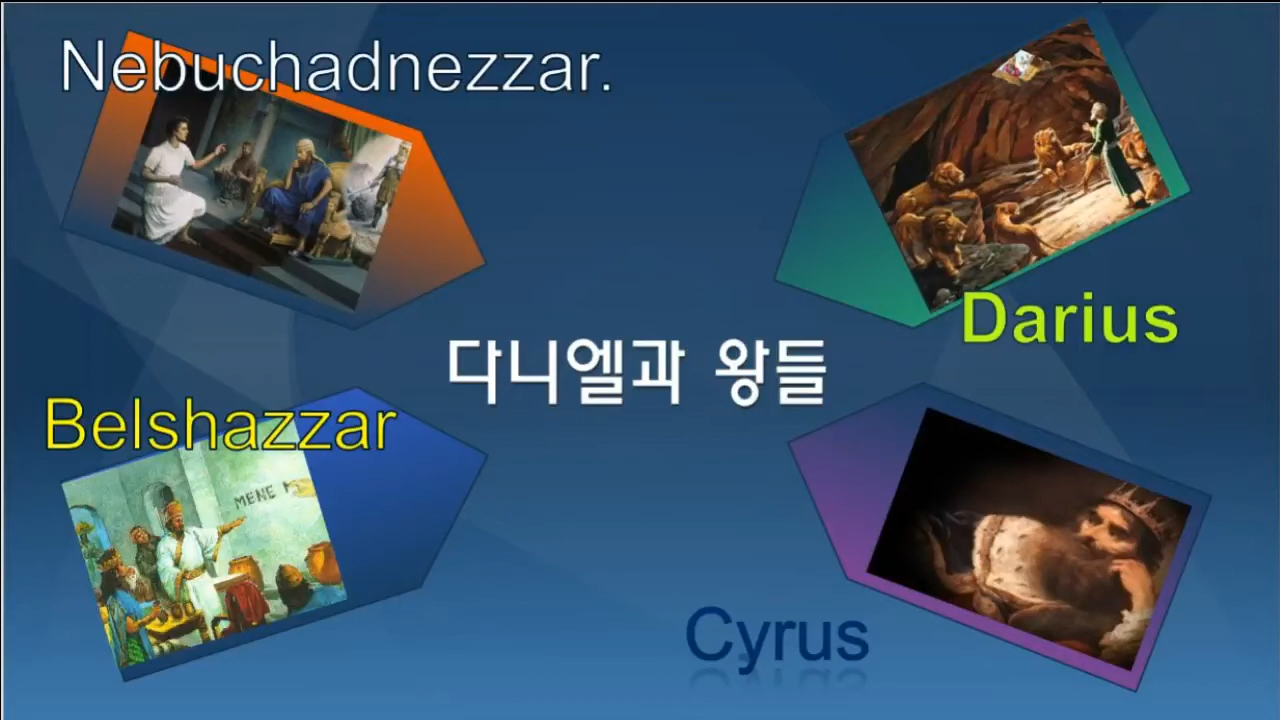 Nebuchadnezzar.
Darius
다니엘과 왕들
Belshazzar
MENE
Cyrus